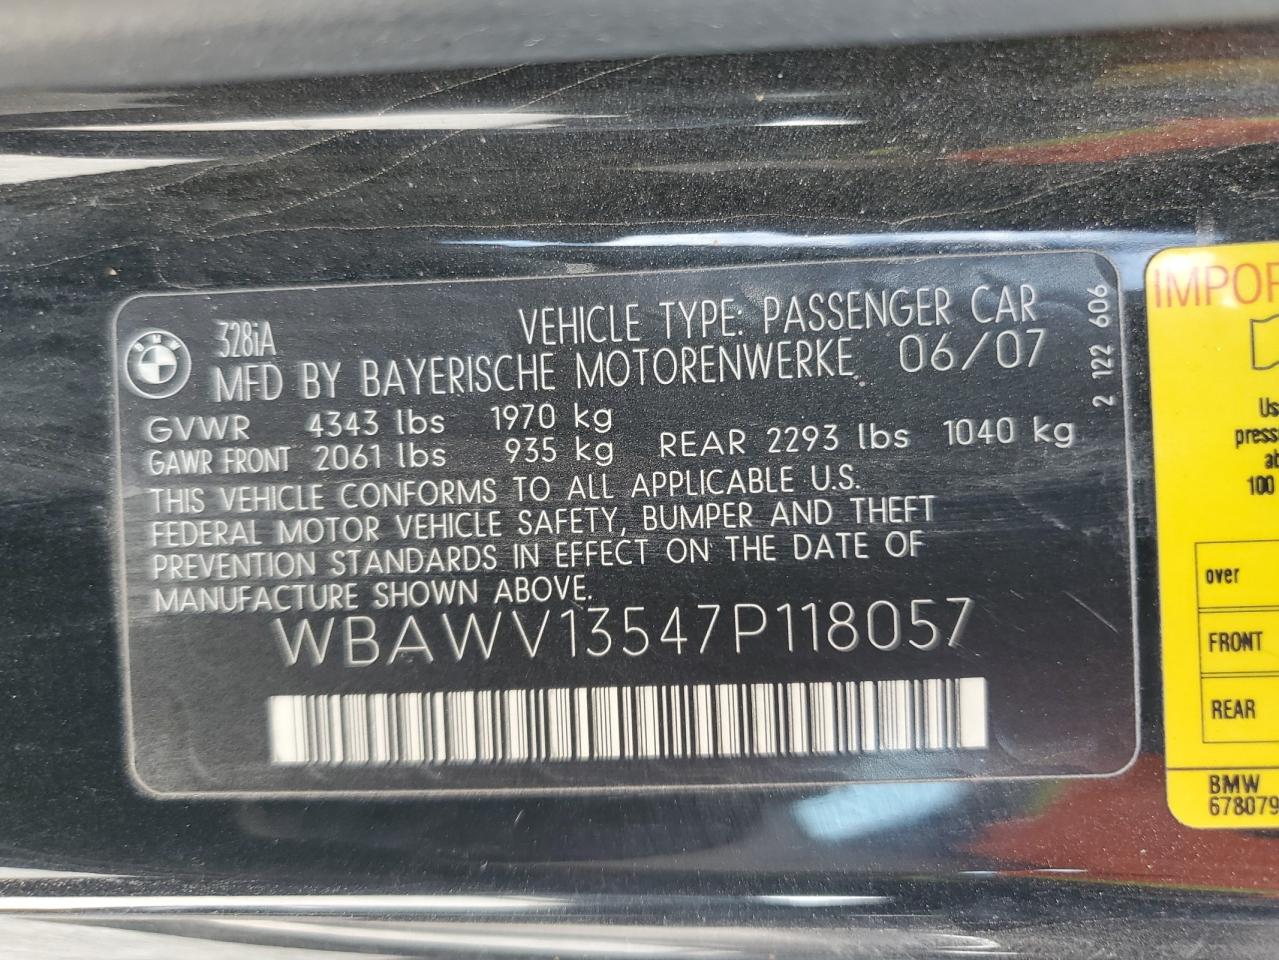 BMW
328iA
VEHICLE TYPE: PASSENGER CAR
MFD BY BAYERISCHE MOTORENWERKE 06/07
GVWR 4343 lbs 1970 kg
GAWR FRONT 2061 lbs 935 kg REAR 2293 lbs 1040 kg
THIS VEHICLE CONFORMS TO ALL APPLICABLE U.S.
FEDERAL MOTOR VEHICLE SAFETY, BUMPER AND THEFT
PREVENTION STANDARDS IN EFFECT ON THE DATE OF
MANUFACTURE SHOWN ABOVE.
WBAWV13547P118057
2 122 606
over
FRONT
REAR
BMW
100